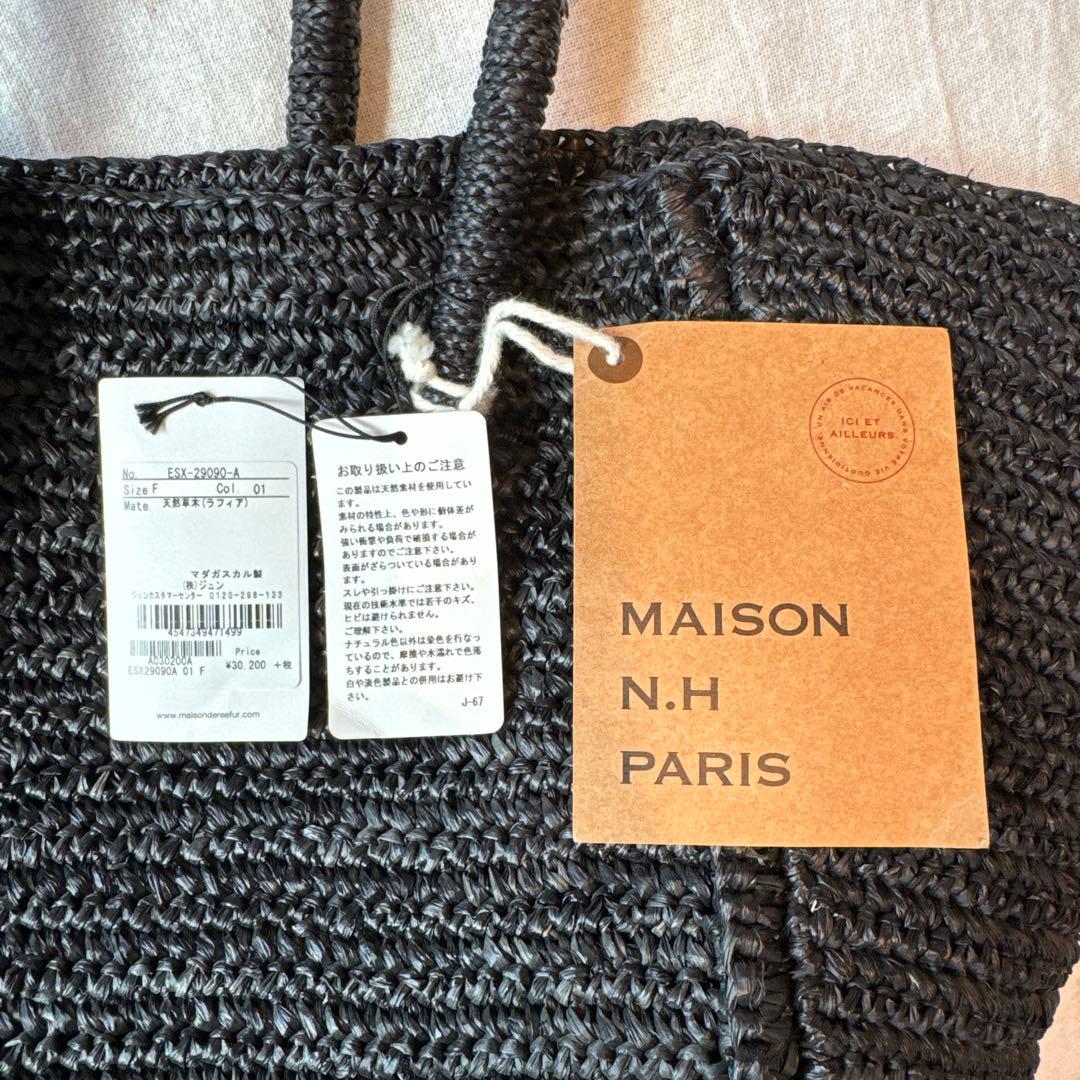 No. ESX-29090-A
Size F Col. 01
Mate. 天然草木(ラフィア)
マダガスカル製
(株)ジュン
ジュンカスタマーセンター 0120-298-133
4547349471499
A030200A
Price
ESX29090A 01 F
¥30,200 +税
www.maisondereefur.com
お取り扱い上のご注意
この製品は天然素材を使用してい
ます。
素材の特性上、色や形に個体差が
みられる場合があります。
強い衝撃や負荷で破損する場合が
ありますのでご注意下さい。
表面がざらついている場合があり
ます。
スレや引っ掛けにご注意下さい。
現在の技術水準では若干のキズ、
ヒビは避けられません。
ご理解下さい。
ナチュラル色以外は染色を行なっ
ているので、摩擦や水濡れで色落
ちすることがあります。
白や淡色製品との併用はお避け下
さい。
J-67
UN AIR DE VACANCES DANS VOTRE VIE QUOTIDIENNE
ICI ET
AILLEURS
MAISON
N.H
PARIS